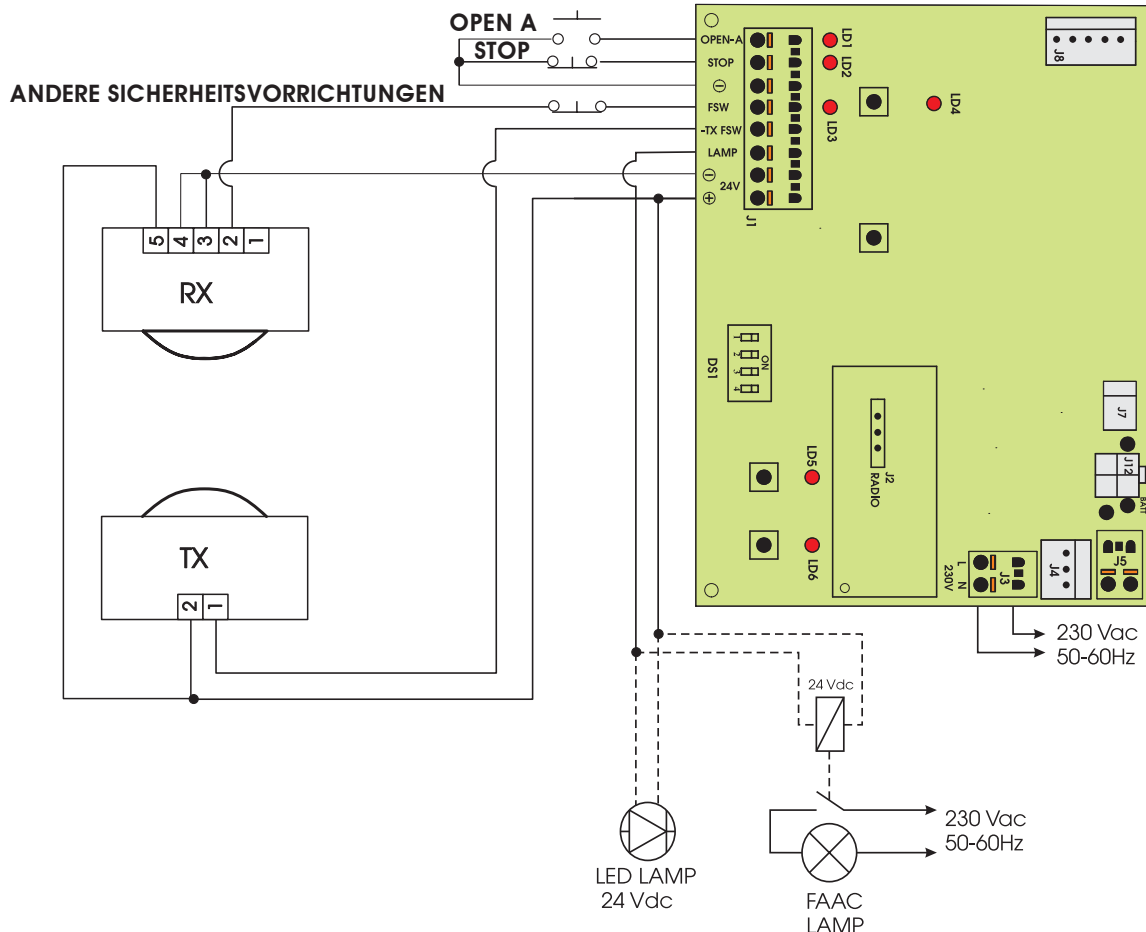 OPEN A
STOP
ANDERE SICHERHEITSVORRICHTUNGEN
OPEN-A
STOP
⊖
FSW
-TX FSW
LAMP
⊖
24V
⊕
J1
LD1
LD2
LD3
LD4
J8
5 4 3 2 1
RX
TX
2 1
DS1
1
2
3
4
ON
LD5
LD6
J2
RADIO
J7
J12
BATT
J5
J4
J3
L
N
230V
230 Vac
50-60Hz
24 Vdc
230 Vac
50-60Hz
LED LAMP
24 Vdc
FAAC
LAMP